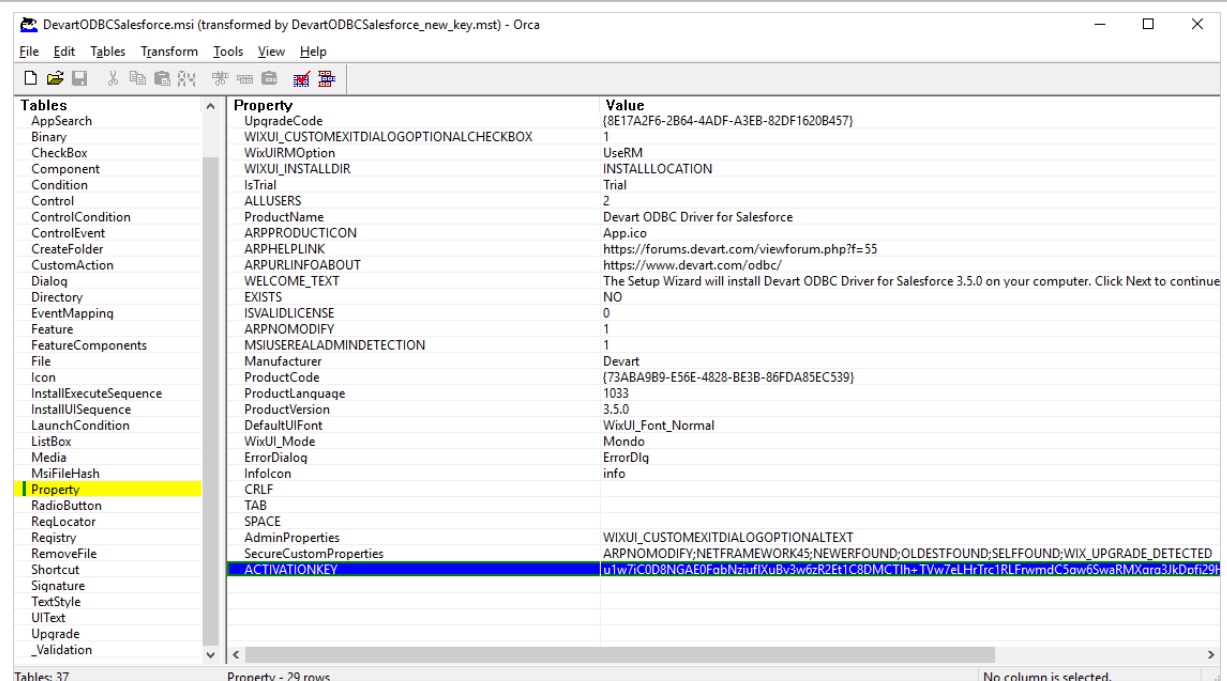 DevartODBCSalesforce.msi (transformed by DevartODBCSalesforce_new_key.mst) - Orca
File Edit Tables Transform Tools View Help
Tables Property Value
AppSearch UpgradeCode {8E17A2F6-2B64-4ADF-A3EB-82DF1620B457}
Binary WIXUI_CUSTOMEXITDIALOGOPTIONALCHECKBOX 1
CheckBox WixUIRMOption UseRM
Component WIXUI_INSTALLDIR INSTALLLOCATION
Condition IsTrial Trial
Control ALLUSERS 2
ControlCondition ProductName Devart ODBC Driver for Salesforce
ControlEvent ARPPRODUCTICON App.ico
CreateFolder ARPHELPLINK https://forums.devart.com/viewforum.php?f=55
CustomAction ARPURLINFOABOUT https://www.devart.com/odbc/
Dialog WELCOME_TEXT The Setup Wizard will install Devart ODBC Driver for Salesforce 3.5.0 on your computer. Click Next to continue
Directory EXISTS NO
EventMapping ISVALIDLICENSE 0
Feature ARPNOMODIFY 1
FeatureComponents MSIUSEREALADMINDETECTION 1
File Manufacturer Devart
Icon ProductCode {73ABA9B9-E56E-4828-BE3B-86FDA85EC539}
InstallExecuteSequence ProductLanguage 1033
InstallUISequence ProductVersion 3.5.0
LaunchCondition DefaultUIFont WixUI_Font_Normal
ListBox WixUI_Mode Mondo
Media ErrorDialog ErrorDlg
MsiFileHash InfoIcon info
Property CRLF
RadioButton TAB
RegLocator SPACE
Registry AdminProperties WIXUI_CUSTOMEXITDIALOGOPTIONALTEXT
RemoveFile SecureCustomProperties ARPNOMODIFY;NETFRAMEWORK45;NEWERFOUND;OLDESTFOUND;SELFFOUND;WIX_UPGRADE_DETECTED
Shortcut ACTIVATIONKEY
Signature
TextStyle
UIText
Upgrade
_Validation
Tables: 37 Property - 29 rows No column is selected.